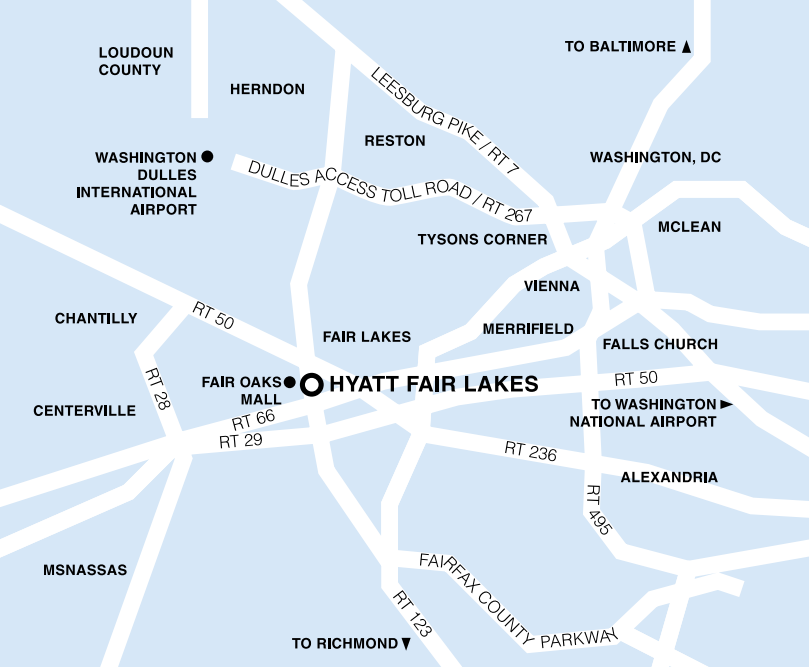 TO BALTIMORE ▲
LOUDOUN
COUNTY
HERNDON
LEESBURG PIKE / RT 7
RESTON
WASHINGTON
DULLES
INTERNATIONAL
AIRPORT
WASHINGTON, DC
DULLES ACCESS TOLL ROAD / RT 267
MCLEAN
TYSONS CORNER
VIENNA
CHANTILLY
RT 50
FAIR LAKES
MERRIFIELD
FALLS CHURCH
RT 28
FAIR OAKS
MALL
HYATT FAIR LAKES
RT 50
CENTERVILLE
RT 66
TO WASHINGTON ►
NATIONAL AIRPORT
RT 29
RT 236
ALEXANDRIA
RT 495
MSNASSAS
FAIRFAX COUNTY PARKWAY
RT 123
TO RICHMOND ▼